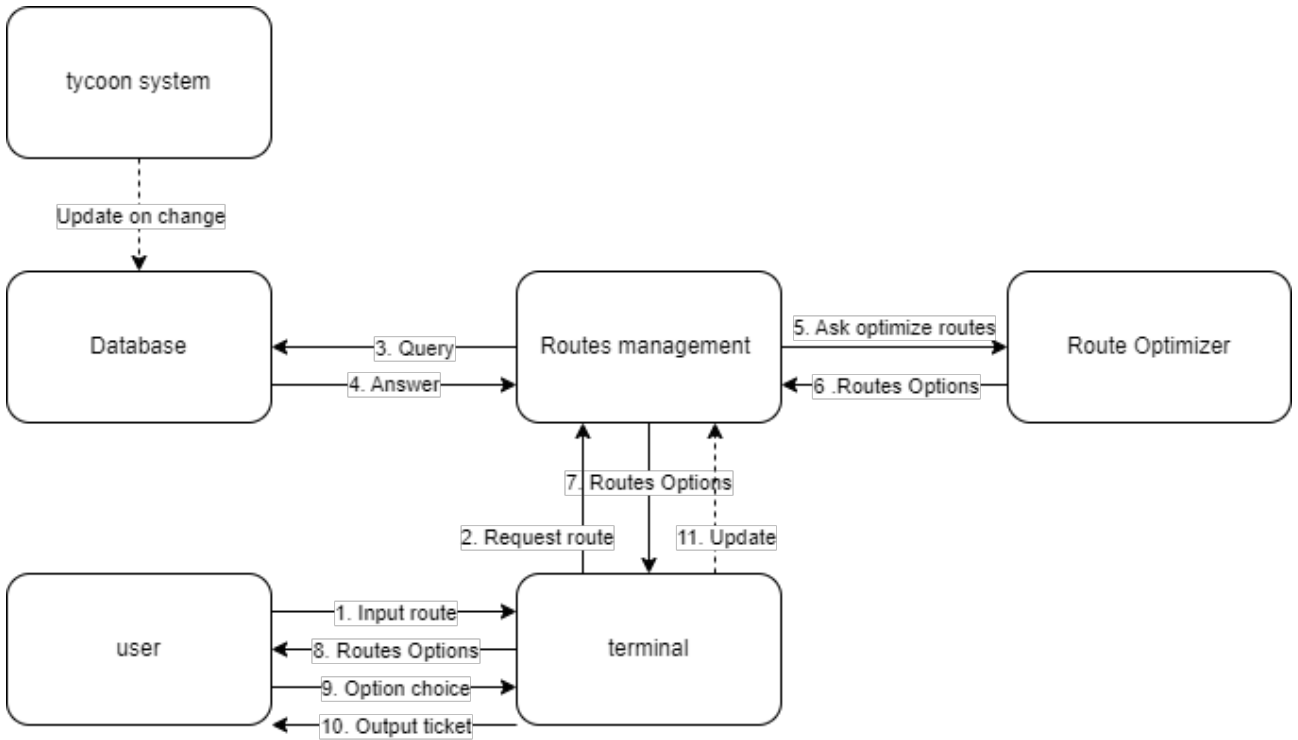 tycoon system
Update on change
Database
3. Query
4. Answer
Routes management
5. Ask optimize routes
6 .Routes Options
Route Optimizer
7. Routes Options
2. Request route
11. Update
user
1. Input route
8. Routes Options
9. Option choice
10. Output ticket
terminal